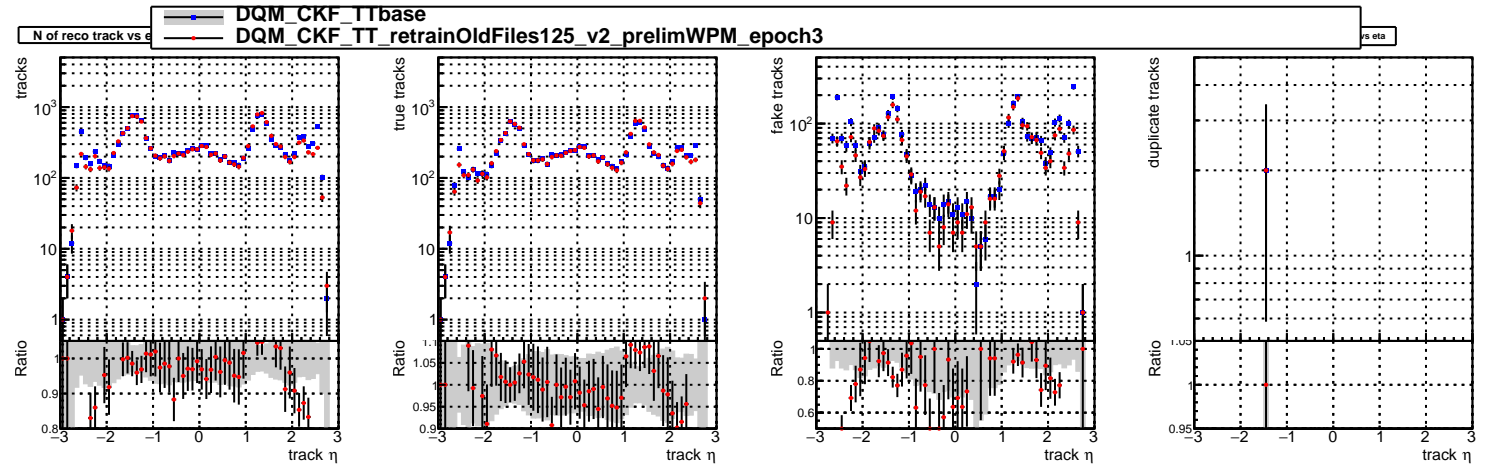 DQM_CKF_TTbase
DQM_CKF_TT_retrainOldFiles125_v2_prelimWPM_epoch3
N of reco track vs e
vs eta
tracks
10³
10²
10
1
Ratio
1
0.9
0.8
−3 −2 −1 0 1 2 3
track η
true tracks
10³
10²
10
1
Ratio
1.1
1.05
1
0.95
0.9
−3 −2 −1 0 1 2 3
track η
fake tracks
10²
10
1
Ratio
1
0.8
0.6
−3 −2 −1 0 1 2 3
track η
duplicate tracks
1
Ratio
1.05
1
0.95
−3 −2 −1 0 1 2 3
track η